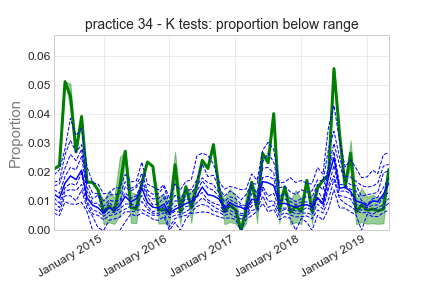 practice 34 - K tests: proportion below range
Proportion
0.06
0.05
0.04
0.03
0.02
0.01
0.00
January 2015
January 2016
January 2017
January 2018
January 2019